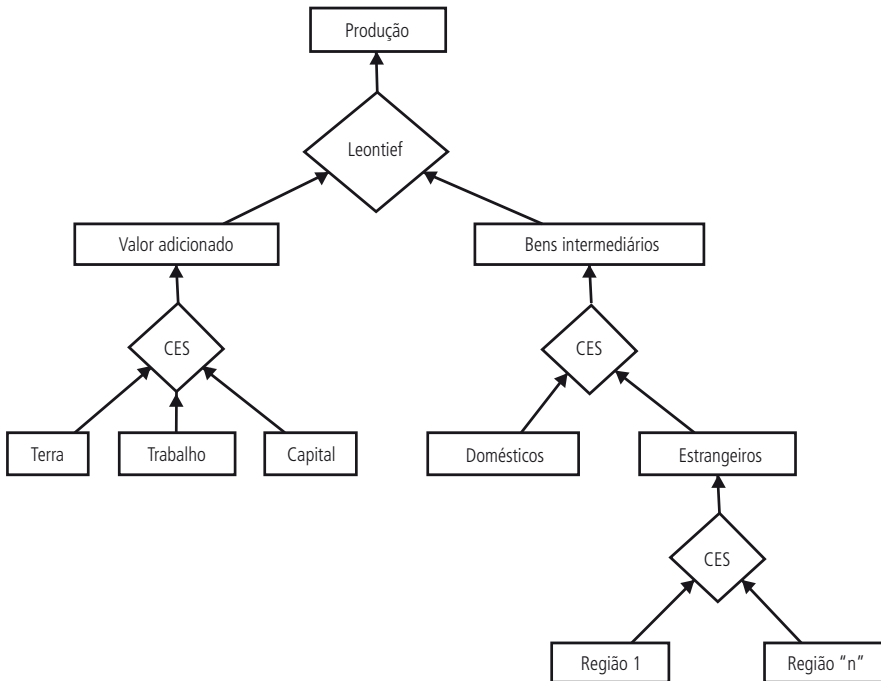 Produção
Leontief
Valor adicionado
Bens intermediários
CES
CES
Terra
Trabalho
Capital
Domésticos
Estrangeiros
CES
Região 1
Região “n”